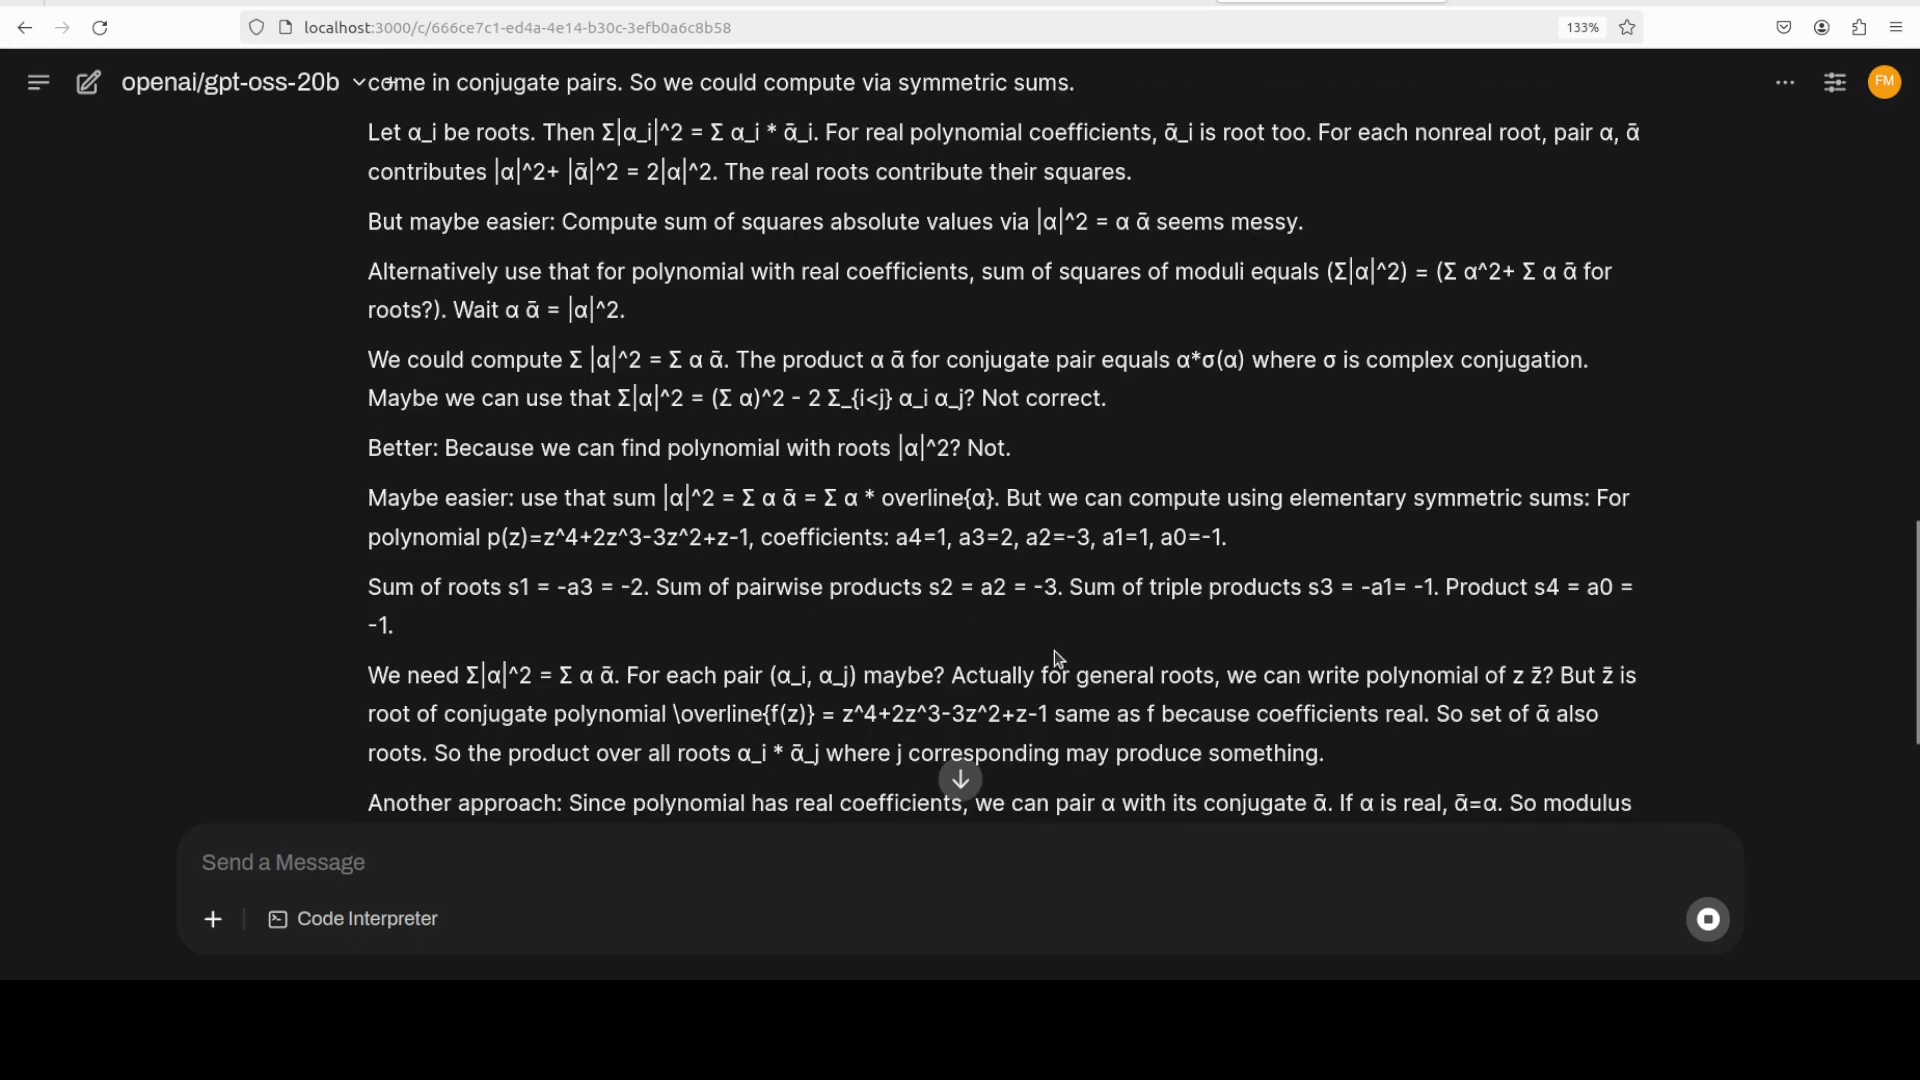 localhost:3000/c/666ce7c1-ed4a-4e14-b30c-3efb0a6c8b58
133%
openai/gpt-oss-20b
FM
come in conjugate pairs. So we could compute via symmetric sums.
Let α_i be roots. Then Σ|α_i|^2 = Σ α_i * ᾱ_i. For real polynomial coefficients, ᾱ_i is root too. For each nonreal root, pair α, ᾱ
contributes |α|^2+ |ᾱ|^2 = 2|α|^2. The real roots contribute their squares.
But maybe easier: Compute sum of squares absolute values via |α|^2 = α ᾱ seems messy.
Alternatively use that for polynomial with real coefficients, sum of squares of moduli equals (Σ|α|^2) = (Σ α^2+ Σ α ᾱ for
roots?). Wait α ᾱ = |α|^2.
We could compute Σ |α|^2 = Σ α ᾱ. The product α ᾱ for conjugate pair equals α*σ(α) where σ is complex conjugation.
Maybe we can use that Σ|α|^2 = (Σ α)^2 - 2 Σ_{i<j} α_i α_j? Not correct.
Better: Because we can find polynomial with roots |α|^2? Not.
Maybe easier: use that sum |α|^2 = Σ α ᾱ = Σ α * overline{α}. But we can compute using elementary symmetric sums: For
polynomial p(z)=z^4+2z^3-3z^2+z-1, coefficients: a4=1, a3=2, a2=-3, a1=1, a0=-1.
Sum of roots s1 = -a3 = -2. Sum of pairwise products s2 = a2 = -3. Sum of triple products s3 = -a1= -1. Product s4 = a0 =
-1.
We need Σ|α|^2 = Σ α ᾱ. For each pair (α_i, α_j) maybe? Actually for general roots, we can write polynomial of z z̄? But z̄ is
root of conjugate polynomial \overline{f(z)} = z^4+2z^3-3z^2+z-1 same as f because coefficients real. So set of ᾱ also
roots. So the product over all roots α_i * ᾱ_j where j corresponding may produce something.
Another approach: Since polynomial has real coefficients, we can pair α with its conjugate ᾱ. If α is real, ᾱ=α. So modulus
Send a Message
Code Interpreter